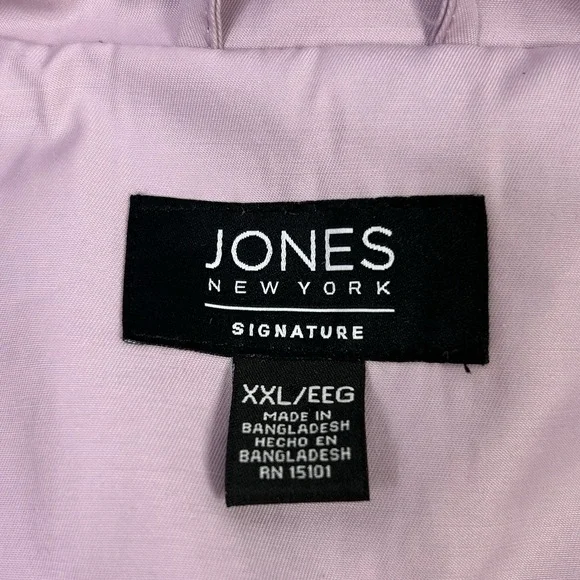 JONES
NEW YORK
SIGNATURE
XXL/EEG
MADE IN
BANGLADESH
HECHO EN
BANGLADESH
RN 15101